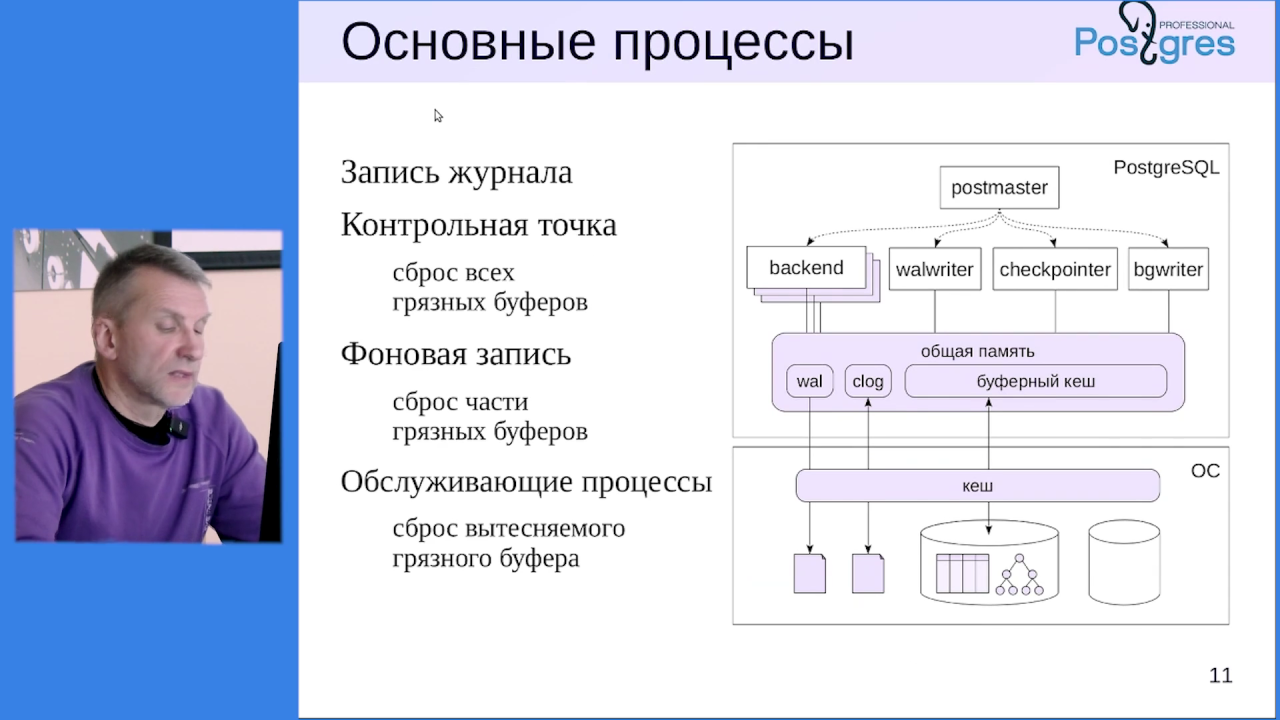 Основные процессы
PROFESSIONAL
Postgres
Запись журнала
Контрольная точка
сброс всех
грязных буферов
Фоновая запись
сброс части
грязных буферов
Обслуживающие процессы
сброс вытесняемого
грязного буфера
PostgreSQL
postmaster
backend
walwriter
checkpointer
bgwriter
общая память
wal
clog
буферный кеш
ОС
кеш
11